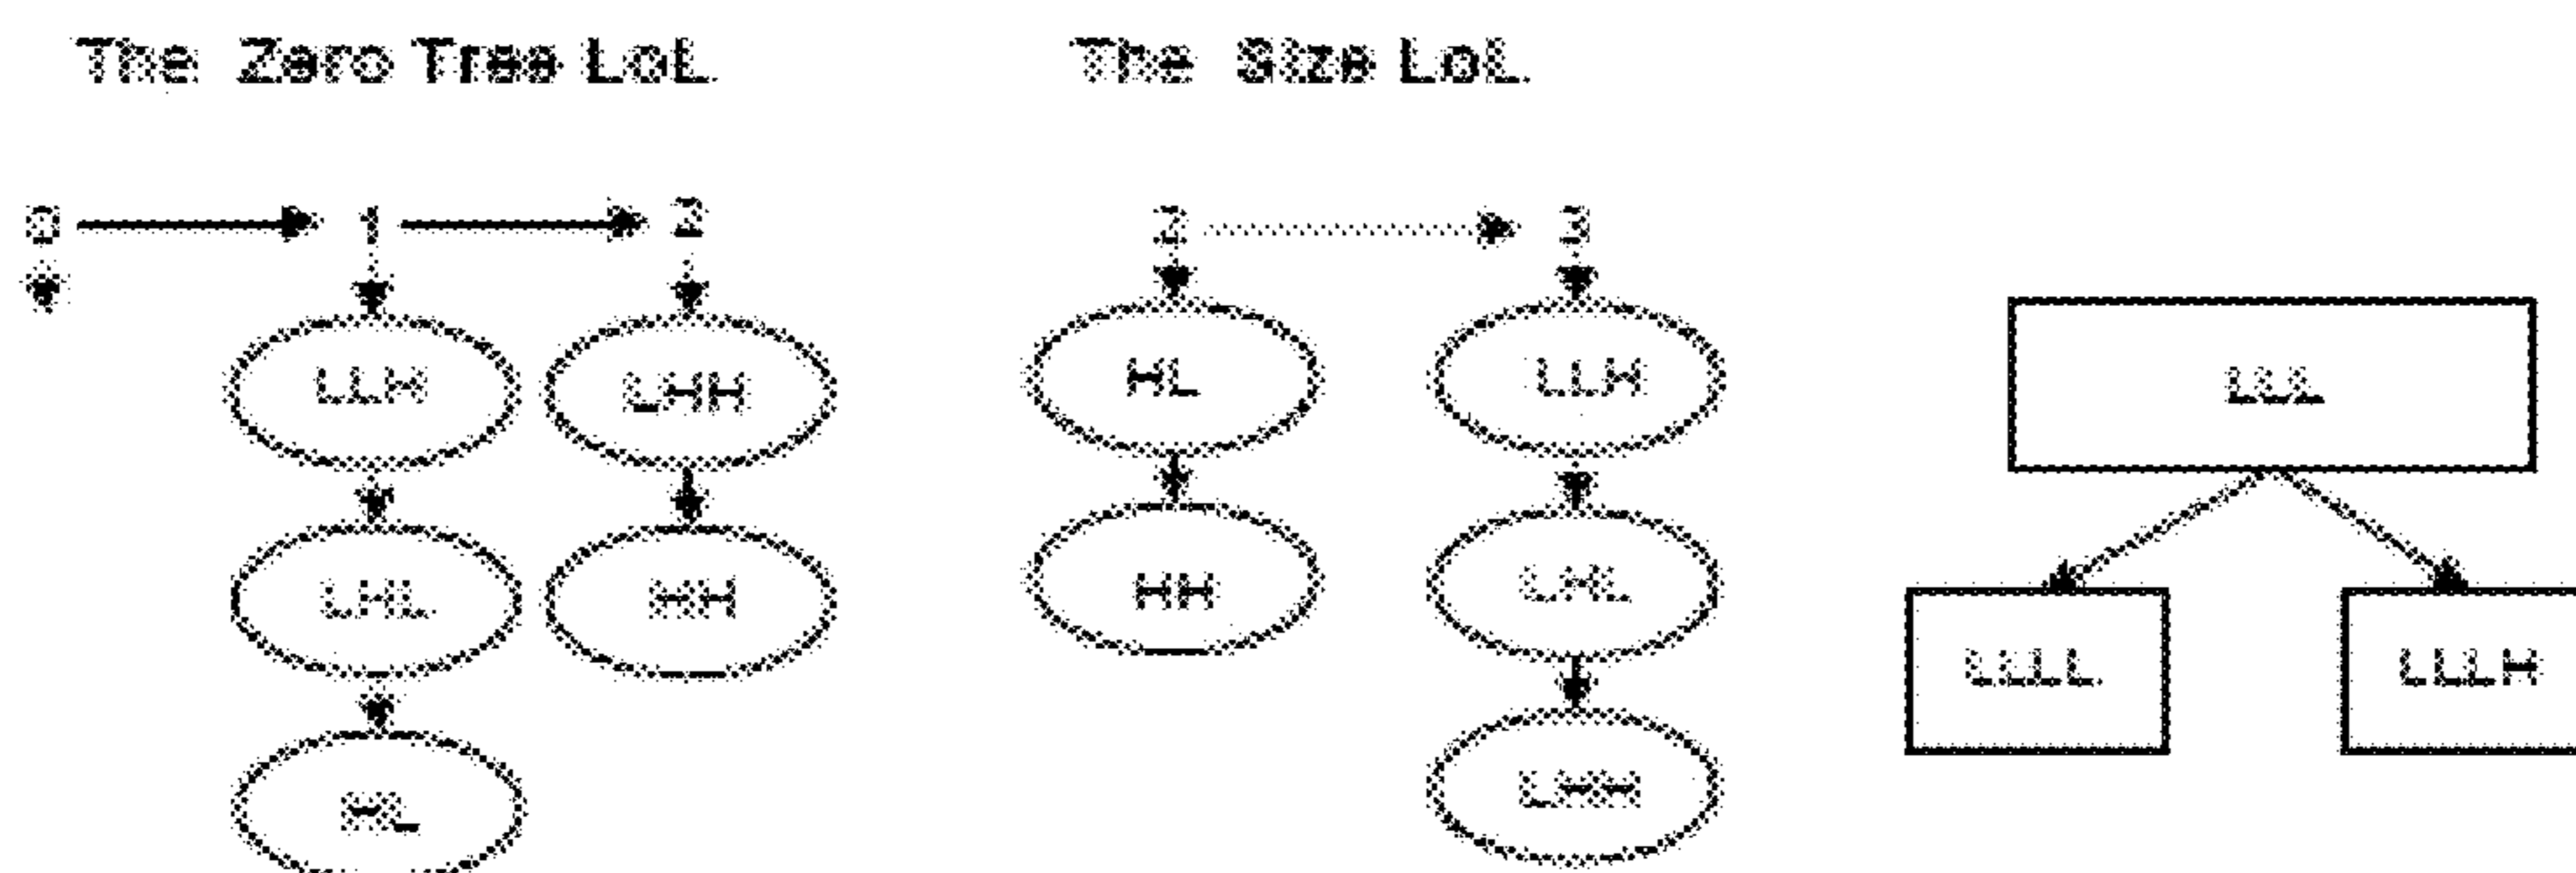 The Zero Tree LoL
The Size LoL
0 1 2
2 3
LLH LHH
HL LLH
LLL
LHL HH
HH LHL
LLLL LLLH
HL
LHH